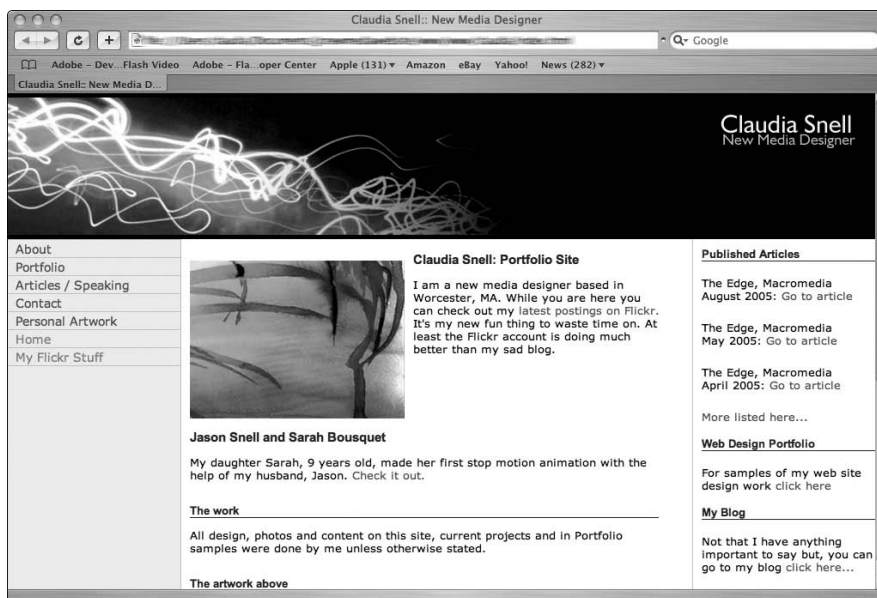 Claudia Snell:: New Media Designer
Google
Adobe – Dev...Flash Video Adobe – Fla...oper Center Apple (131) Amazon eBay Yahoo! News (282)
Claudia Snell:: New Media D...
Claudia Snell
New Media Designer
About
Portfolio
Articles / Speaking
Contact
Personal Artwork
Home
My Flickr Stuff
Claudia Snell: Portfolio Site
I am a new media designer based in
Worcester, MA. While you are here you
can check out my latest postings on Flickr.
It's my new fun thing to waste time on. At
least the Flickr account is doing much
better than my sad blog.
Jason Snell and Sarah Bousquet
My daughter Sarah, 9 years old, made her first stop motion animation with the
help of my husband, Jason. Check it out.
The work
All design, photos and content on this site, current projects and in Portfolio
samples were done by me unless otherwise stated.
The artwork above
Published Articles
The Edge, Macromedia
August 2005: Go to article
The Edge, Macromedia
May 2005: Go to article
The Edge, Macromedia
April 2005: Go to article
More listed here...
Web Design Portfolio
For samples of my web site
design work click here
My Blog
Not that I have anything
important to say but, you can
go to my blog click here...